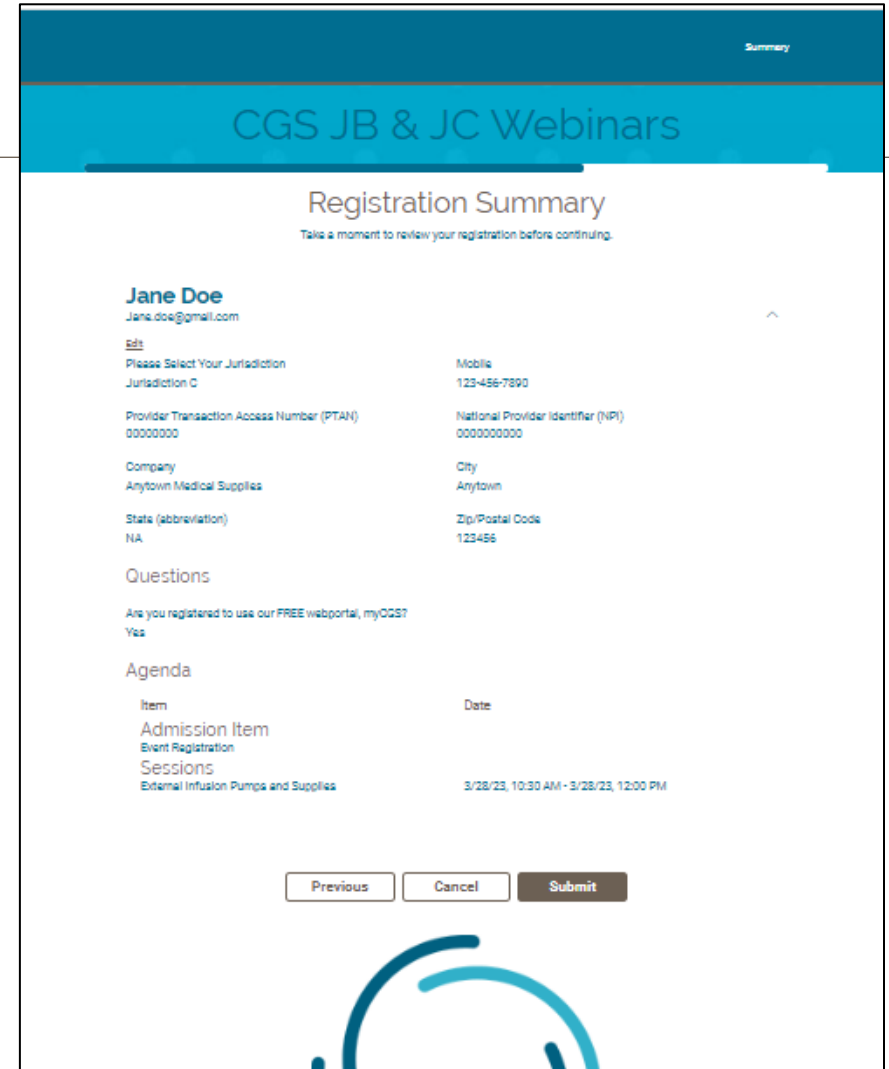 Summary
CGS JB & JC Webinars
Registration Summary
Take a moment to review your registration before continuing.
Jane Doe
Jane.doe@gmail.com
Edit
Please Select Your Jurisdiction
Jurisdiction C
Mobile
123-456-7890
Provider Transaction Access Number (PTAN)
00000000
National Provider Identifier (NPI)
0000000000
Company
Anytown Medical Supplies
City
Anytown
State (abbreviation)
NA
Zip/Postal Code
123456
Questions
Are you registered to use our FREE webportal, myCGS?
Yes
Agenda
Item
Date
Admission Item
Event Registration
Sessions
External Infusion Pumps and Supplies
3/28/23, 10:30 AM - 3/28/23, 12:00 PM
Previous
Cancel
Submit